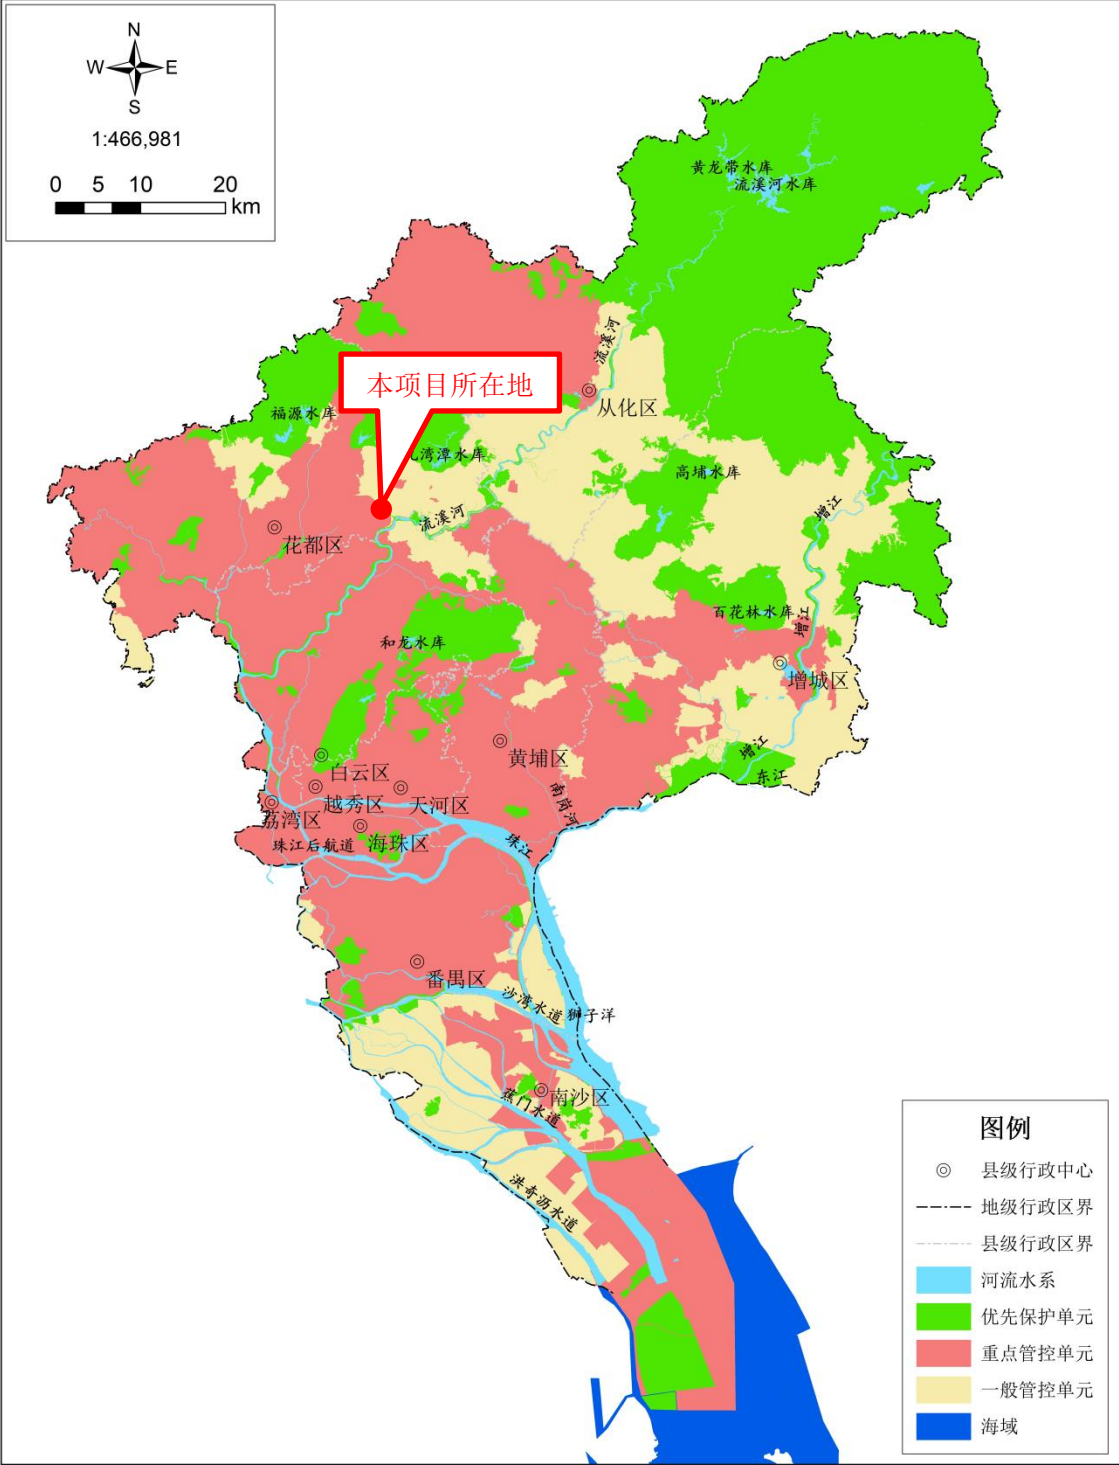 N
W
E
S
1:466,981
0 5 10 20
km
黄龙带水库
流溪河水库
流溪河
本项目所在地
从化区
福源水库
九湾潭水库
高埔水库
增江
流溪河
花都区
百花林水库
增江
和龙水库
增城区
黄埔区
增江
东江
白云区
越秀区
天河区
南岗河
荔湾区
海珠区
珠江后航道
珠江
番禺区
沙湾水道
狮子洋
南沙区
蕉门水道
洪奇沥水道
图例
县级行政中心
地级行政区界
县级行政区界
河流水系
优先保护单元
重点管控单元
一般管控单元
海域